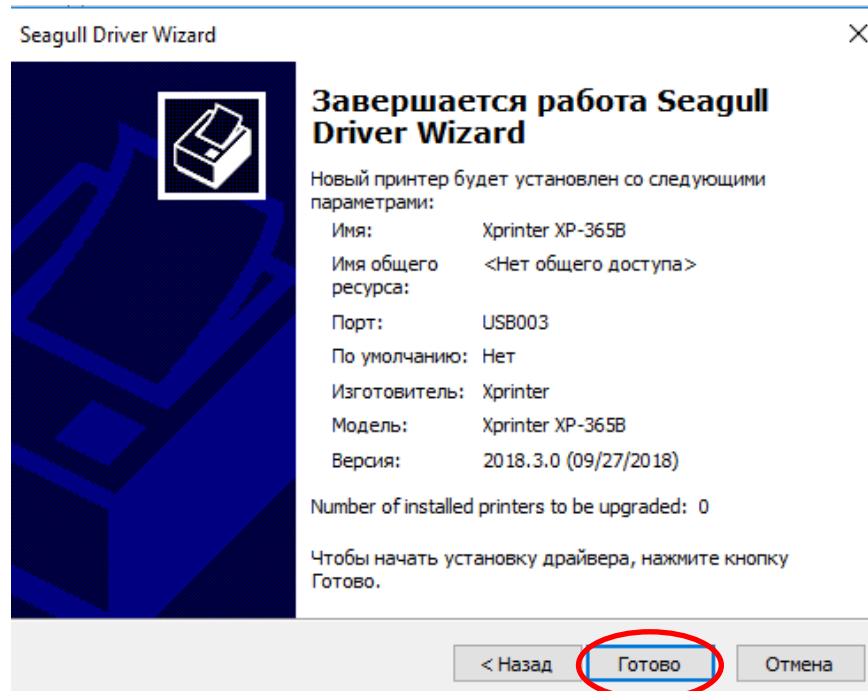 Seagull Driver Wizard
Завершается работа Seagull
Driver Wizard
Новый принтер будет установлен со следующими
параметрами:
Имя: Xprinter XP-365B
Имя общего <Нет общего доступа>
ресурса:
Порт: USB003
По умолчанию: Нет
Изготовитель: Xprinter
Модель: Xprinter XP-365B
Версия: 2018.3.0 (09/27/2018)
Number of installed printers to be upgraded: 0
Чтобы начать установку драйвера, нажмите кнопку
Готово.
< Назад Готово Отмена